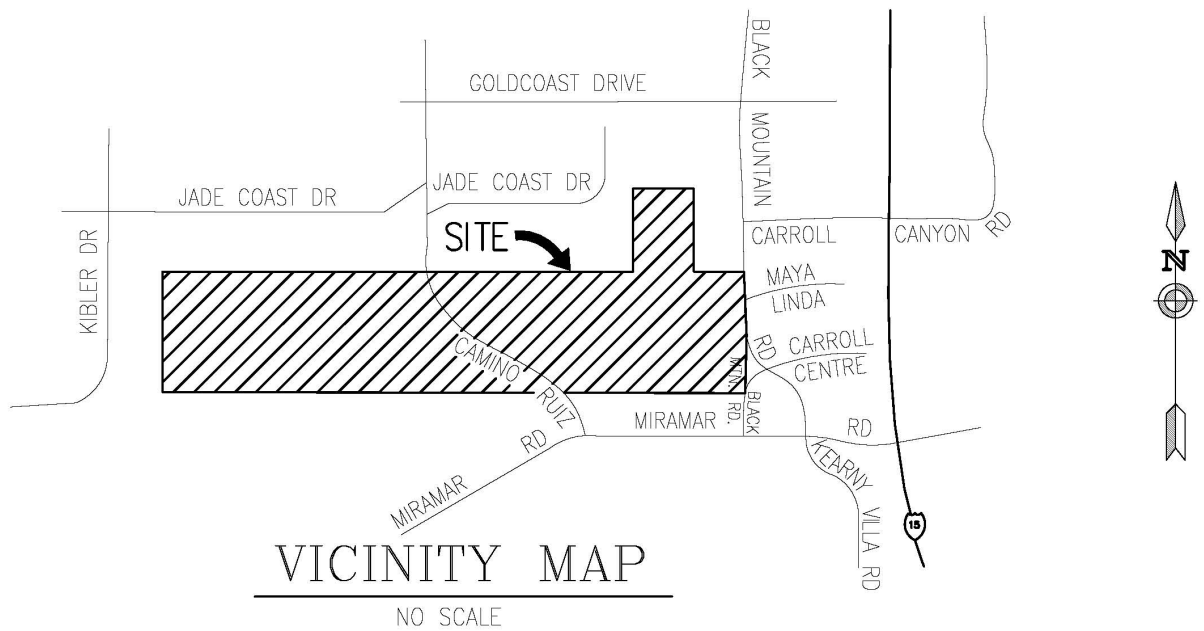 BLACK
MOUNTAIN
RD
GOLDCOAST DRIVE
JADE COAST DR
JADE COAST DR
SITE
CARROLL
CANYON
RD
N
KIBLER DR
MAYA
LINDA
CARROLL
CENTRE
CAMINO
RUIZ
BLACK
MTN. RD.
MIRAMAR
RD
MIRAMAR
RD
KEARNY
VILLA RD
15
VICINITY MAP
NO SCALE